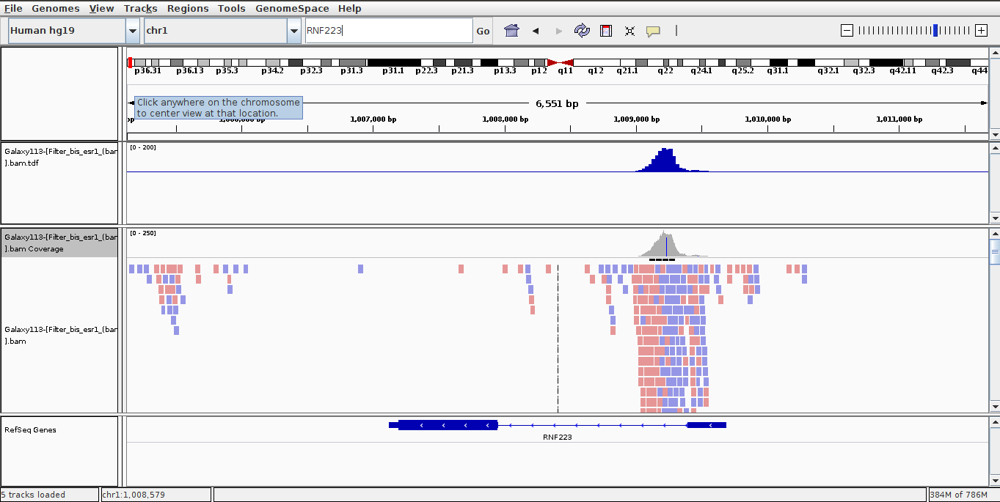 File Genomes View Tracks Regions Tools GenomeSpace Help
Human hg19 chr1 RNF223 Go
p36.31 p36.13 p35.3 p34.2 p32.3 p31.3 p31.1 p22.3 p21.3 p13.3 p12 q11 q12 q21.1 q22 q24.1 q25.2 q31.1 q32.1 q32.3 q42.11 q42.3 q44
Click anywhere on the chromosome
to center view at that location.
6,551 bp
bp 1,006,000 bp 1,007,000 bp 1,008,000 bp 1,009,000 bp 1,010,000 bp 1,011,000 bp
Galaxy113-[Filter_bis_esr1_(bar
].bam.tdf
[0 - 200]
Galaxy113-[Filter_bis_esr1_(bar
].bam Coverage
[0 - 250]
Galaxy113-[Filter_bis_esr1_(bar
].bam
RefSeq Genes
RNF223
5 tracks loaded chr1:1,008,579 384M of 786M